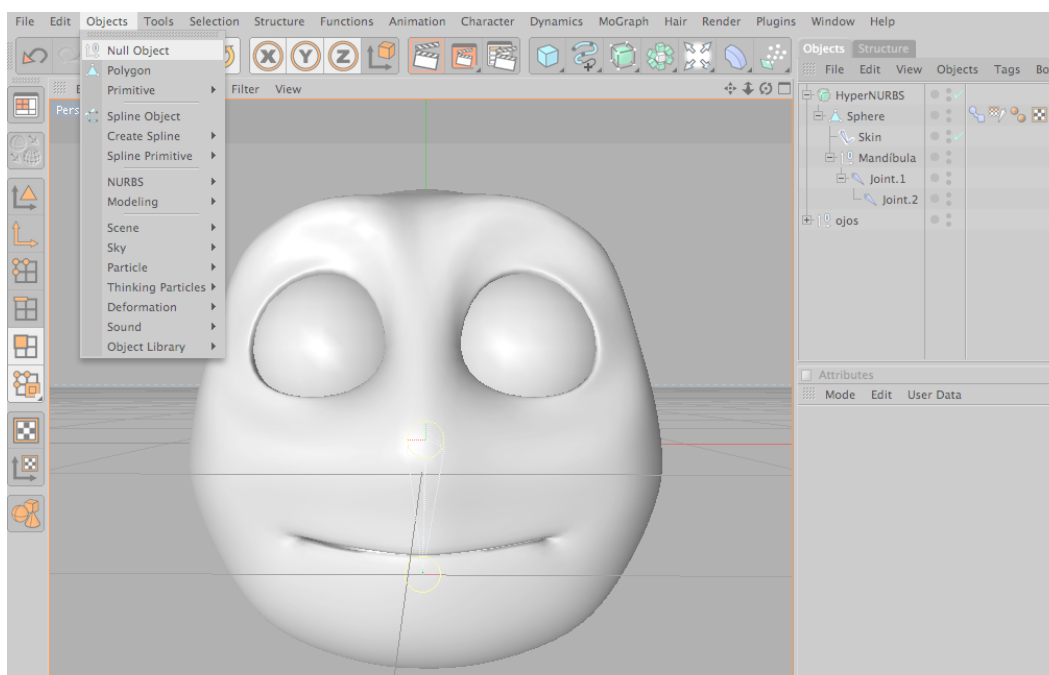 File Edit Objects Tools Selection Structure Functions Animation Character Dynamics MoGraph Hair Render Plugins Window Help
Null Object
Polygon
Primitive
Spline Object
Create Spline
Spline Primitive
NURBS
Modeling
Scene
Sky
Particle
Thinking Particles
Deformation
Sound
Object Library
X Y Z
Filter View
Pers
Objects Structure
File Edit View Objects Tags Bo
HyperNURBS
Sphere
Skin
Mandíbula
Joint.1
Joint.2
ojos
Attributes
Mode Edit User Data